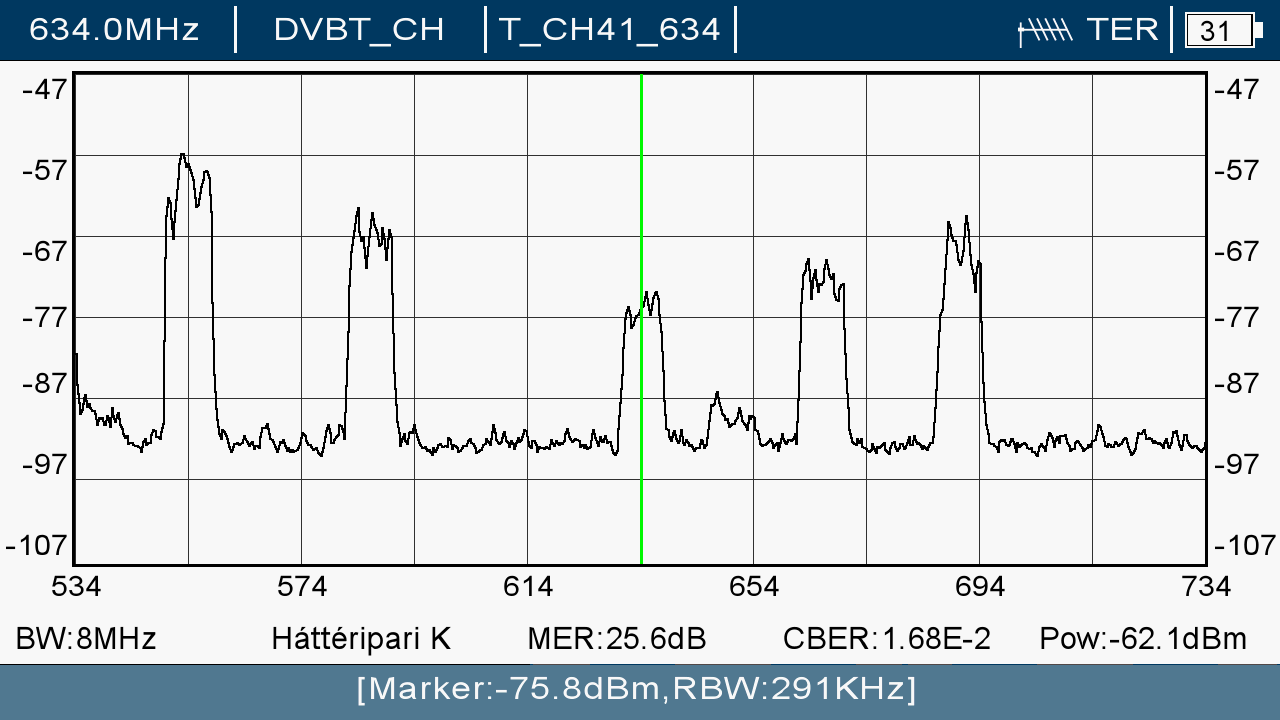 634.0MHz DVBT_CH T_CH41_634 TER 31
-47 -47
-57 -57
-67 -67
-77 -77
-87 -87
-97 -97
-107 -107
534 574 614 654 694 734
BW:8MHz Háttéripari K MER:25.6dB CBER:1.68E-2 Pow:-62.1dBm
[Marker:-75.8dBm,RBW:291KHz]